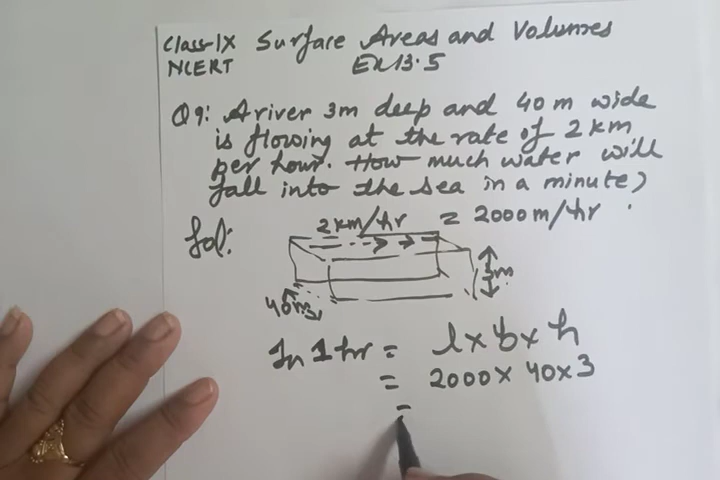 Class-IX Surface Areas and Volumes
NCERT Ex 13.5
Q9: A river 3m deep and 40 m wide
is flowing at the rate of 2 km
per hour. How much water will
fall into the sea in a minute?
Sol: 2km/hr = 2000m/hr
3m
40m
In 1 hr = l x b x h
= 2000 x 40 x 3
=